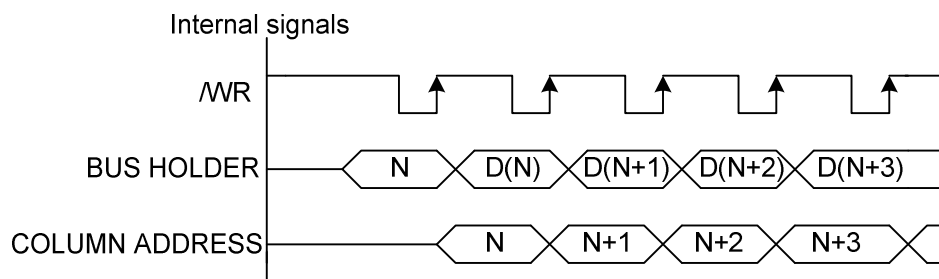 Internal signals
/WR
BUS HOLDER N D(N) D(N+1) D(N+2) D(N+3)
COLUMN ADDRESS N N+1 N+2 N+3